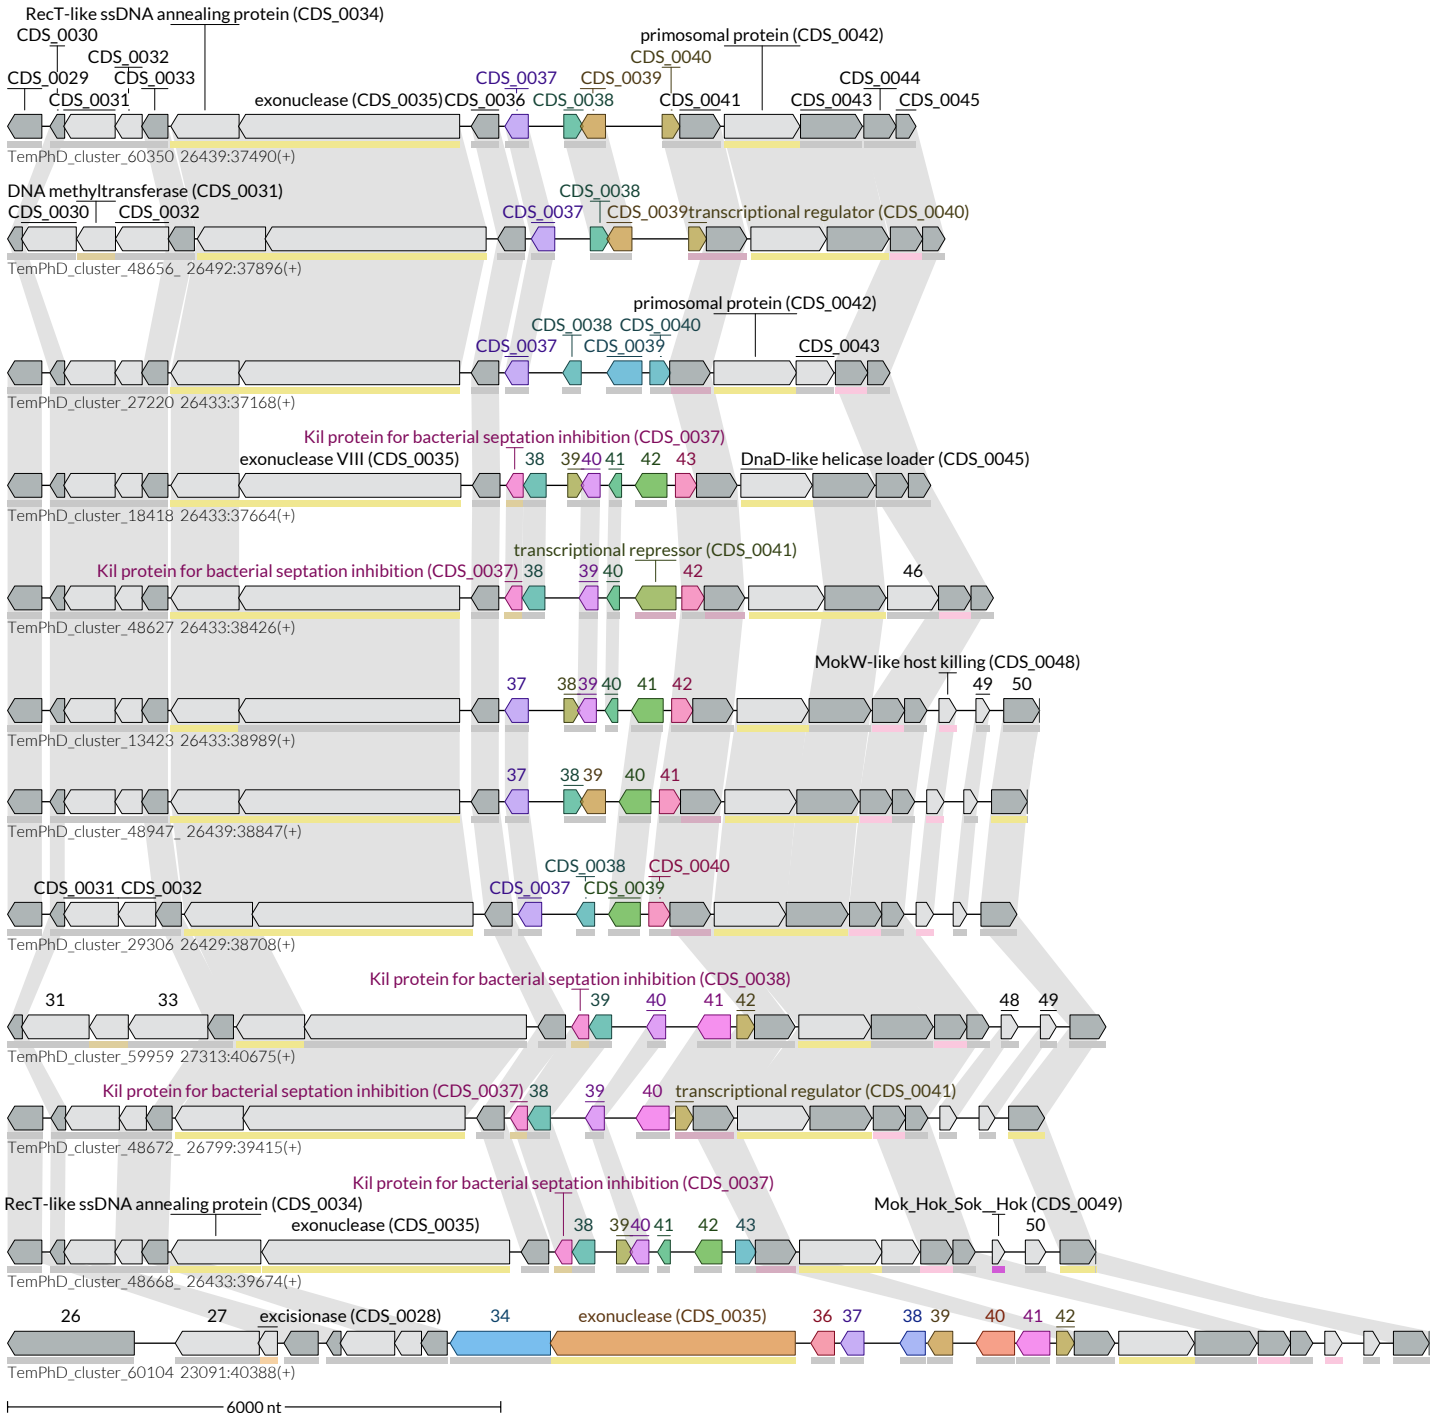 RecT-like ssDNA annealing protein (CDS_0034)
CDS_0030 primosomal protein (CDS_0042)
CDS_0032 CDS_0040
CDS_0029 CDS_0033 CDS_0037 CDS_0039 CDS_0044
CDS_0031 exonuclease (CDS_0035) CDS_0036 CDS_0038 CDS_0041 CDS_0043 CDS_0045
TemPhD_cluster_60350 26439:37490(+)
DNA methyltransferase (CDS_0031) CDS_0038
CDS_0030 CDS_0032 CDS_0037 CDS_0039 transcriptional regulator (CDS_0040)
TemPhD_cluster_48656_ 26492:37896(+)
primosomal protein (CDS_0042)
CDS_0038 CDS_0040
CDS_0037 CDS_0039 CDS_0043
TemPhD_cluster_27220 26433:37168(+)
Kil protein for bacterial septation inhibition (CDS_0037)
exonuclease VIII (CDS_0035) 38 39 40 41 42 43 DnaD-like helicase loader (CDS_0045)
TemPhD_cluster_18418 26433:37664(+)
transcriptional repressor (CDS_0041)
Kil protein for bacterial septation inhibition (CDS_0037) 38 39 40 42 46
TemPhD_cluster_48627 26433:38426(+)
MokW-like host killing (CDS_0048)
37 38 39 40 41 42 49 50
TemPhD_cluster_13423 26433:38989(+)
37 38 39 40 41
TemPhD_cluster_48947_ 26439:38847(+)
CDS_0038 CDS_0040
CDS_0031 CDS_0032 CDS_0037 CDS_0039
TemPhD_cluster_29306 26429:38708(+)
Kil protein for bacterial septation inhibition (CDS_0038)
31 33 39 40 41 42 48 49
TemPhD_cluster_59959 27313:40675(+)
Kil protein for bacterial septation inhibition (CDS_0037) 38 39 40 transcriptional regulator (CDS_0041)
TemPhD_cluster_48672_ 26799:39415(+)
Kil protein for bacterial septation inhibition (CDS_0037)
RecT-like ssDNA annealing protein (CDS_0034) Mok_Hok_Sok__Hok (CDS_0049)
exonuclease (CDS_0035) 38 39 40 41 42 43 50
TemPhD_cluster_48668_ 26433:39674(+)
26 27 excisionase (CDS_0028) 34 exonuclease (CDS_0035) 36 37 38 39 40 41 42
TemPhD_cluster_60104 23091:40388(+)
6000 nt